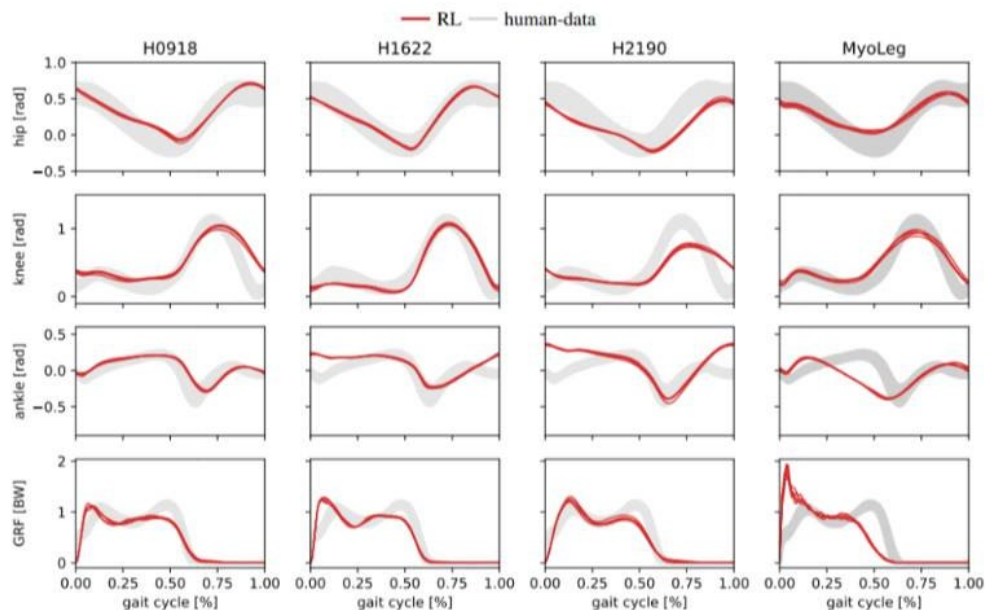 RL human-data
H0918 H1622 H2190 MyoLeg
hip [rad]
1.0
0.5
0.0
−0.5
knee [rad]
1
0
ankle [rad]
0.5
0.0
−0.5
GRF [BW]
2
1
0
0.00 0.25 0.50 0.75 1.00 0.00 0.25 0.50 0.75 1.00 0.00 0.25 0.50 0.75 1.00 0.00 0.25 0.50 0.75 1.00
gait cycle [%] gait cycle [%] gait cycle [%] gait cycle [%]